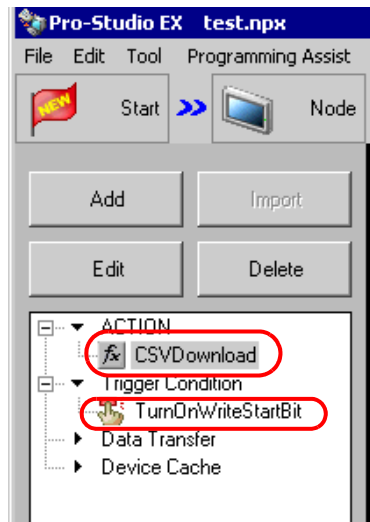 Pro-Studio EX test.npx
File Edit Tool Programming Assist
NEW Start Node
Add Import
Edit Delete
ACTION
fx CSVDownload
Trigger Condition
TurnOnWriteStartBit
Data Transfer
Device Cache